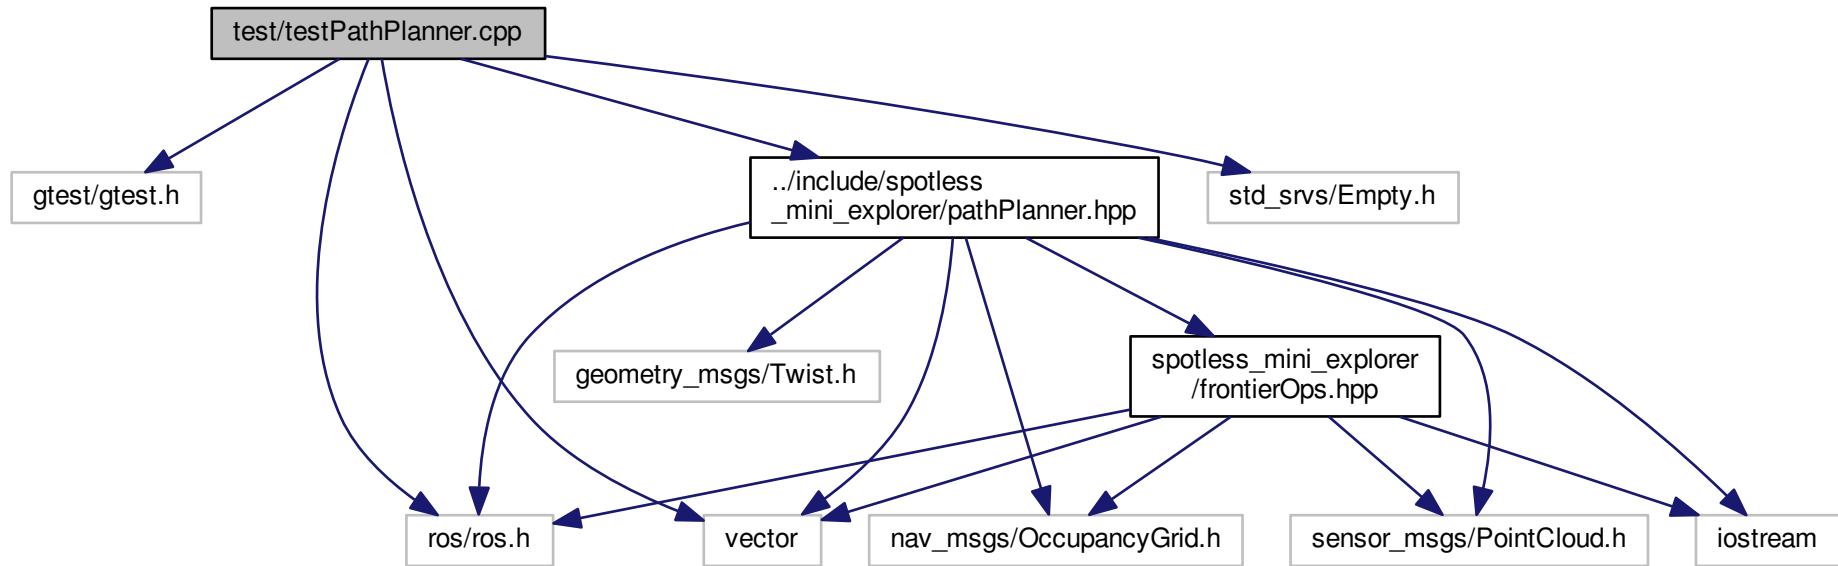 test/testPathPlanner.cpp
gtest/gtest.h
../include/spotless
_mini_explorer/pathPlanner.hpp
std_srvs/Empty.h
geometry_msgs/Twist.h
spotless_mini_explorer
/frontierOps.hpp
ros/ros.h
vector
nav_msgs/OccupancyGrid.h
sensor_msgs/PointCloud.h
iostream